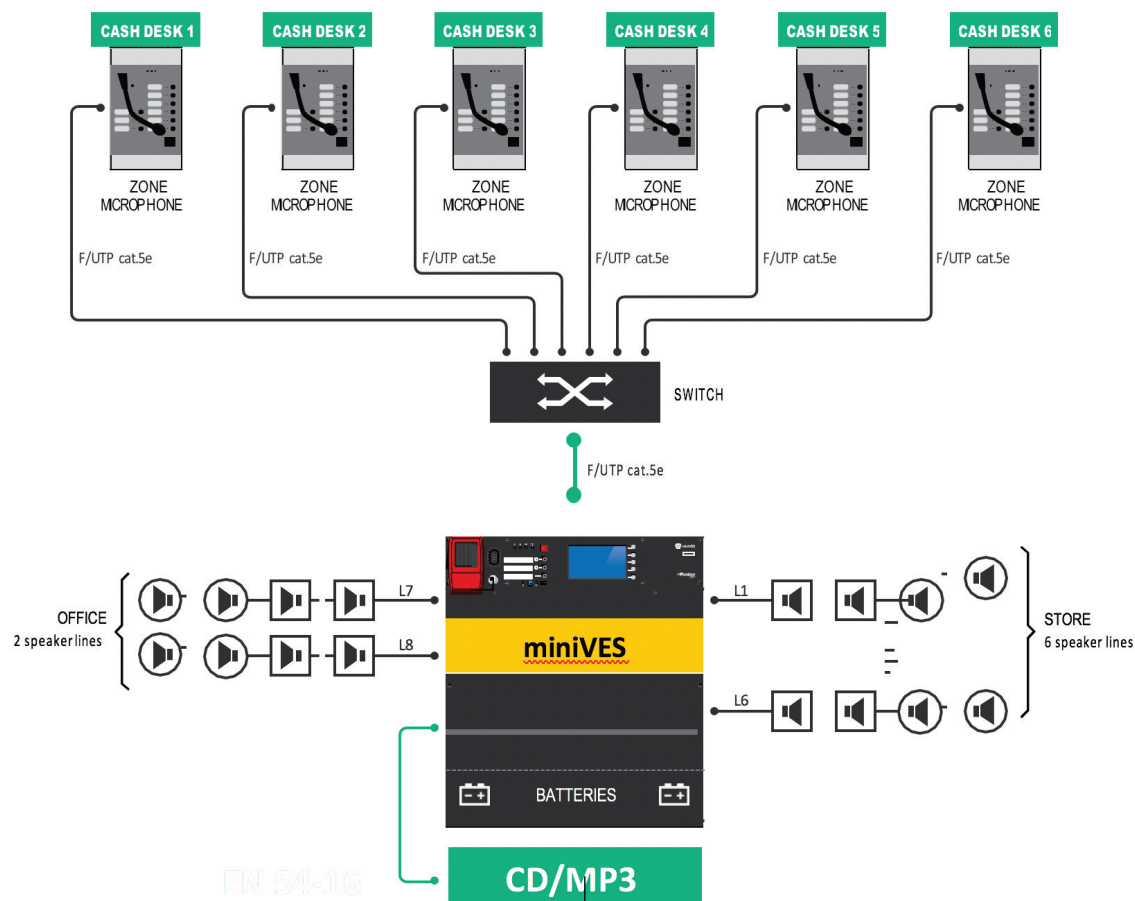 CASH DESK 1
CASH DESK 2
CASH DESK 3
CASH DESK 4
CASH DESK 5
CASH DESK 6
ZONE
MICROPHONE
ZONE
MICROPHONE
ZONE
MICROPHONE
ZONE
MICROPHONE
ZONE
MICROPHONE
ZONE
MICROPHONE
F/UTP cat.5e
F/UTP cat.5e
F/UTP cat.5e
F/UTP cat.5e
F/UTP cat.5e
F/UTP cat.5e
SWITCH
F/UTP cat.5e
OFFICE
2 speaker lines
L7
L8
L1
L6
STORE
6 speaker lines
miniVES
BATTERIES
EN 54-16
CD/MP3